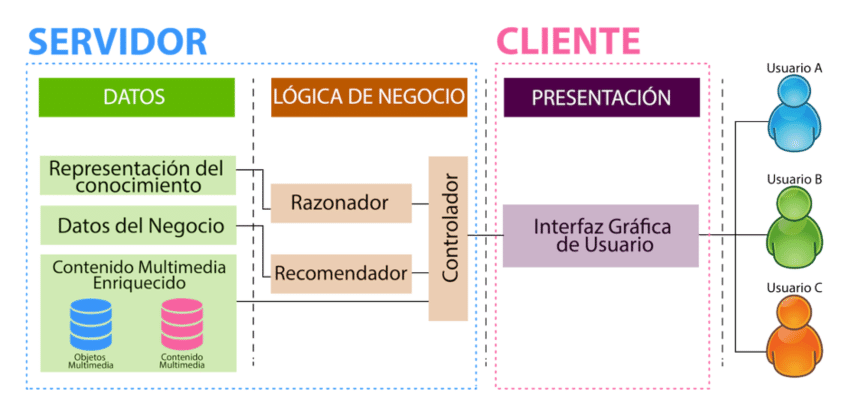 SERVIDOR
CLIENTE
DATOS
LÓGICA DE NEGOCIO
PRESENTACIÓN
Representación del
conocimiento
Datos del Negocio
Contenido Multimedia
Enriquecido
Objetos
Multimedia
Contenido
Multimedia
Razonador
Recomendador
Controlador
Interfaz Gráfica
de Usuario
Usuario A
Usuario B
Usuario C